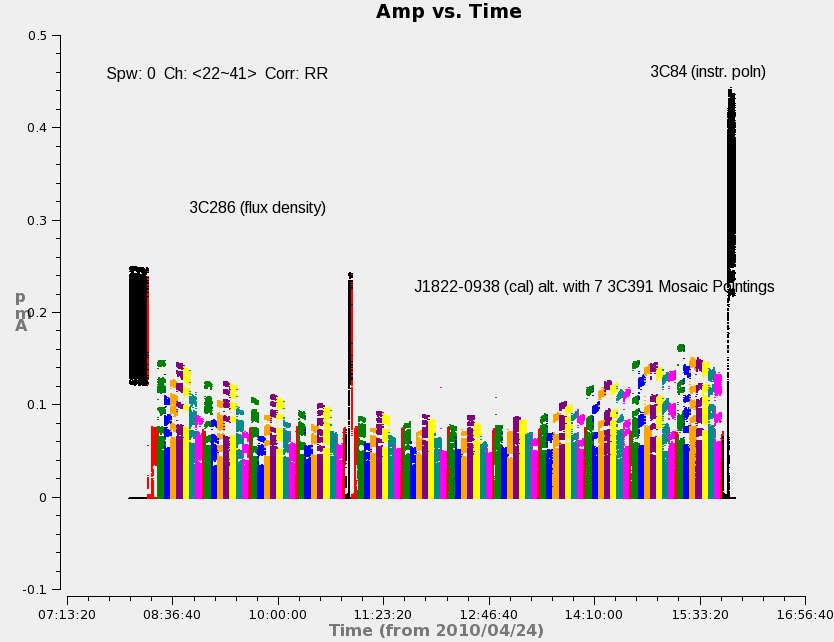 Amp vs. Time
0.5
Spw: 0 Ch: <22~41> Corr: RR
3C84 (instr. poln)
0.4
0.3
3C286 (flux density)
J1822-0938 (cal) alt. with 7 3C391 Mosaic Pointings
p
m
A
0.2
0.1
0
-0.1
07:13:20 08:36:40 10:00:00 11:23:20 12:46:40 14:10:00 15:33:20 16:56:40
Time (from 2010/04/24)